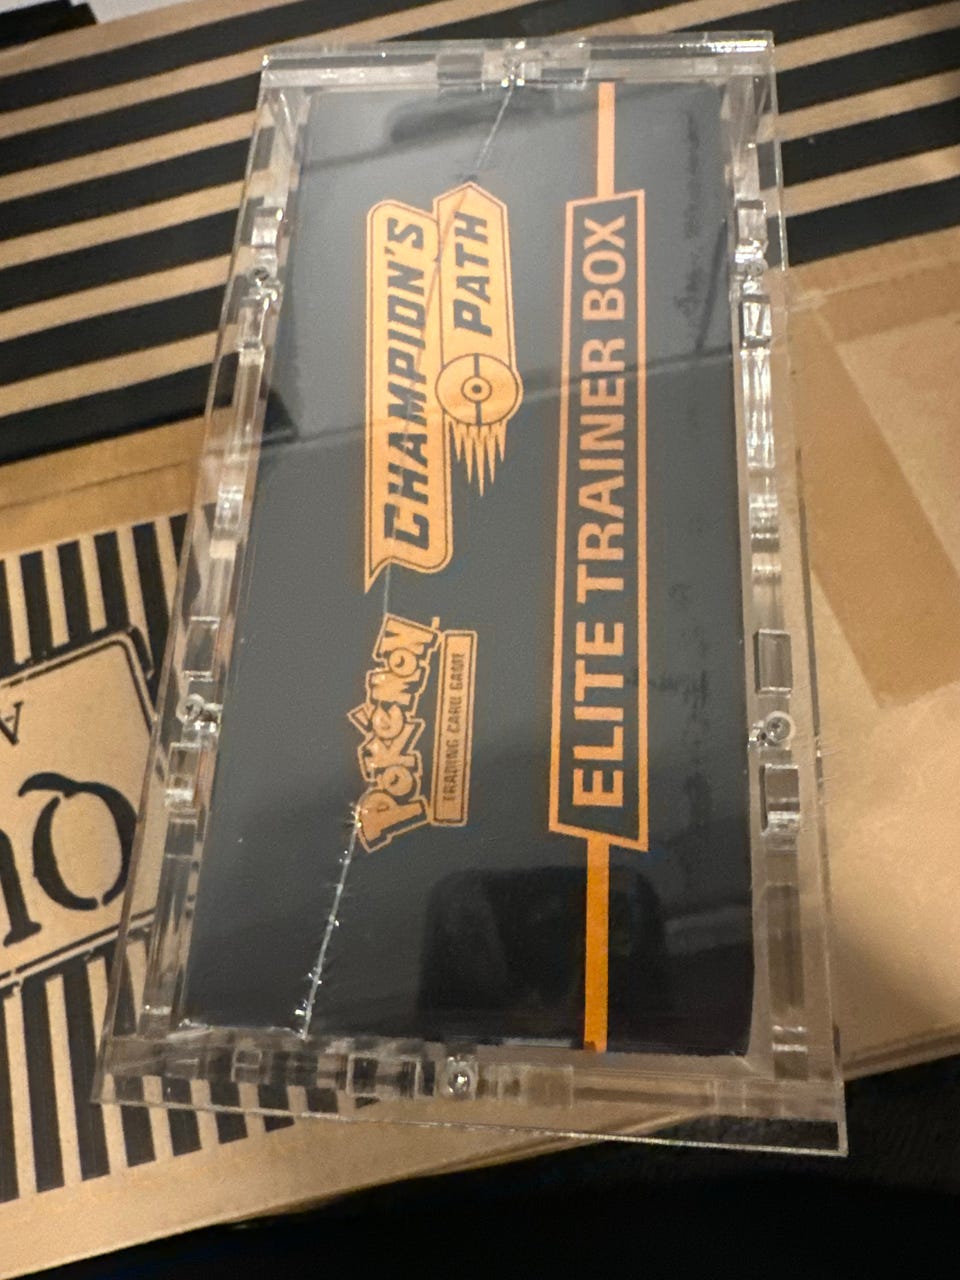 CHAMPION'S
PATH
POKéMON
TRADING CARD GAME
ELITE TRAINER BOX